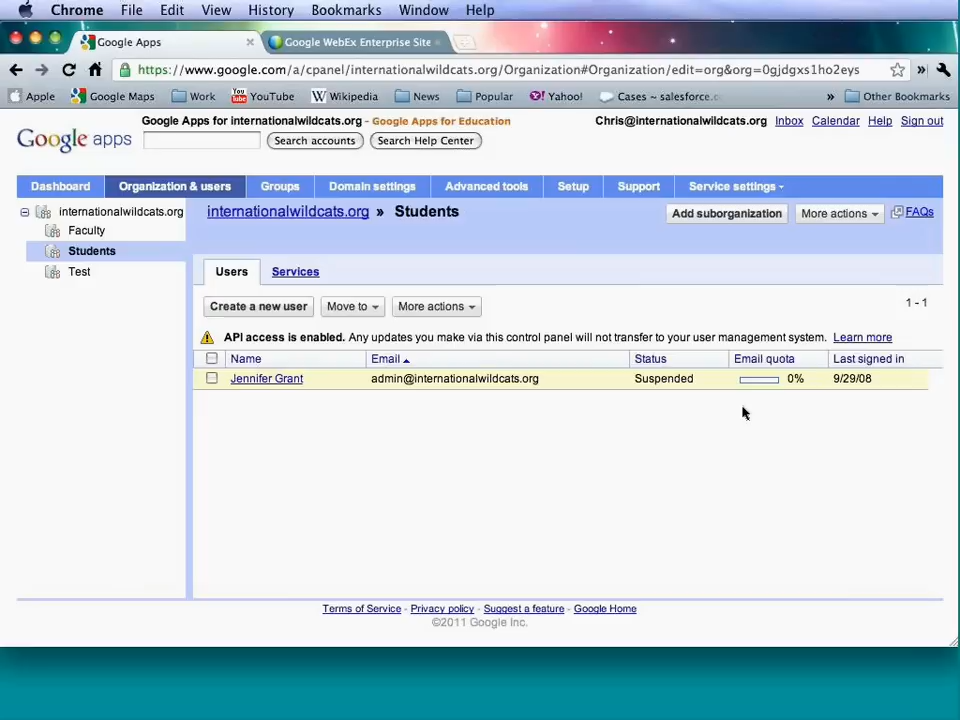 Chrome File Edit View History Bookmarks Window Help
Google Apps
Google WebEx Enterprise Site
https://www.google.com/a/cpanel/internationalwildcats.org/Organization#Organization/edit=org&org=0gjdgxs1ho2eys
Apple Google Maps Work YouTube Wikipedia News Popular Yahoo! Cases ~ salesforce.c » Other Bookmarks
Google Apps for internationalwildcats.org - Google Apps for Education
Chris@internationalwildcats.org Inbox Calendar Help Sign out
Google apps
Search accounts Search Help Center
Dashboard Organization & users Groups Domain settings Advanced tools Setup Support Service settings
internationalwildcats.org
Faculty
Students
Test
internationalwildcats.org » Students
Add suborganization More actions FAQs
Users Services
Create a new user Move to More actions
1 - 1
API access is enabled. Any updates you make via this control panel will not transfer to your user management system. Learn more
Name Email Status Email quota Last signed in
Jennifer Grant admin@internationalwildcats.org Suspended 0% 9/29/08
Terms of Service - Privacy policy - Suggest a feature - Google Home
©2011 Google Inc.